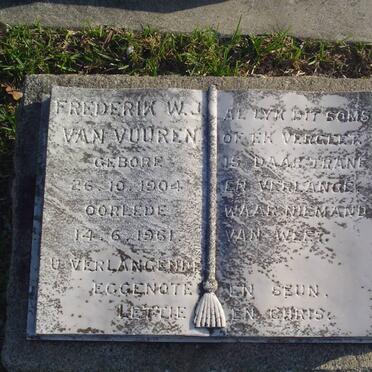 FREDERIK W.J.
VAN VUUREN
GEBORE
26.10.1904
OORLEDE
14.6.1961
U VERLANGENDE
EGGENOTE
LETTIE
AL LYK DIT SOMS
OF EK VERGEET
IS DAAR TRANE
EN VERLANGE
WAAR NIEMAND
VAN WEET.
EN SEUN.
EN CHRIS.